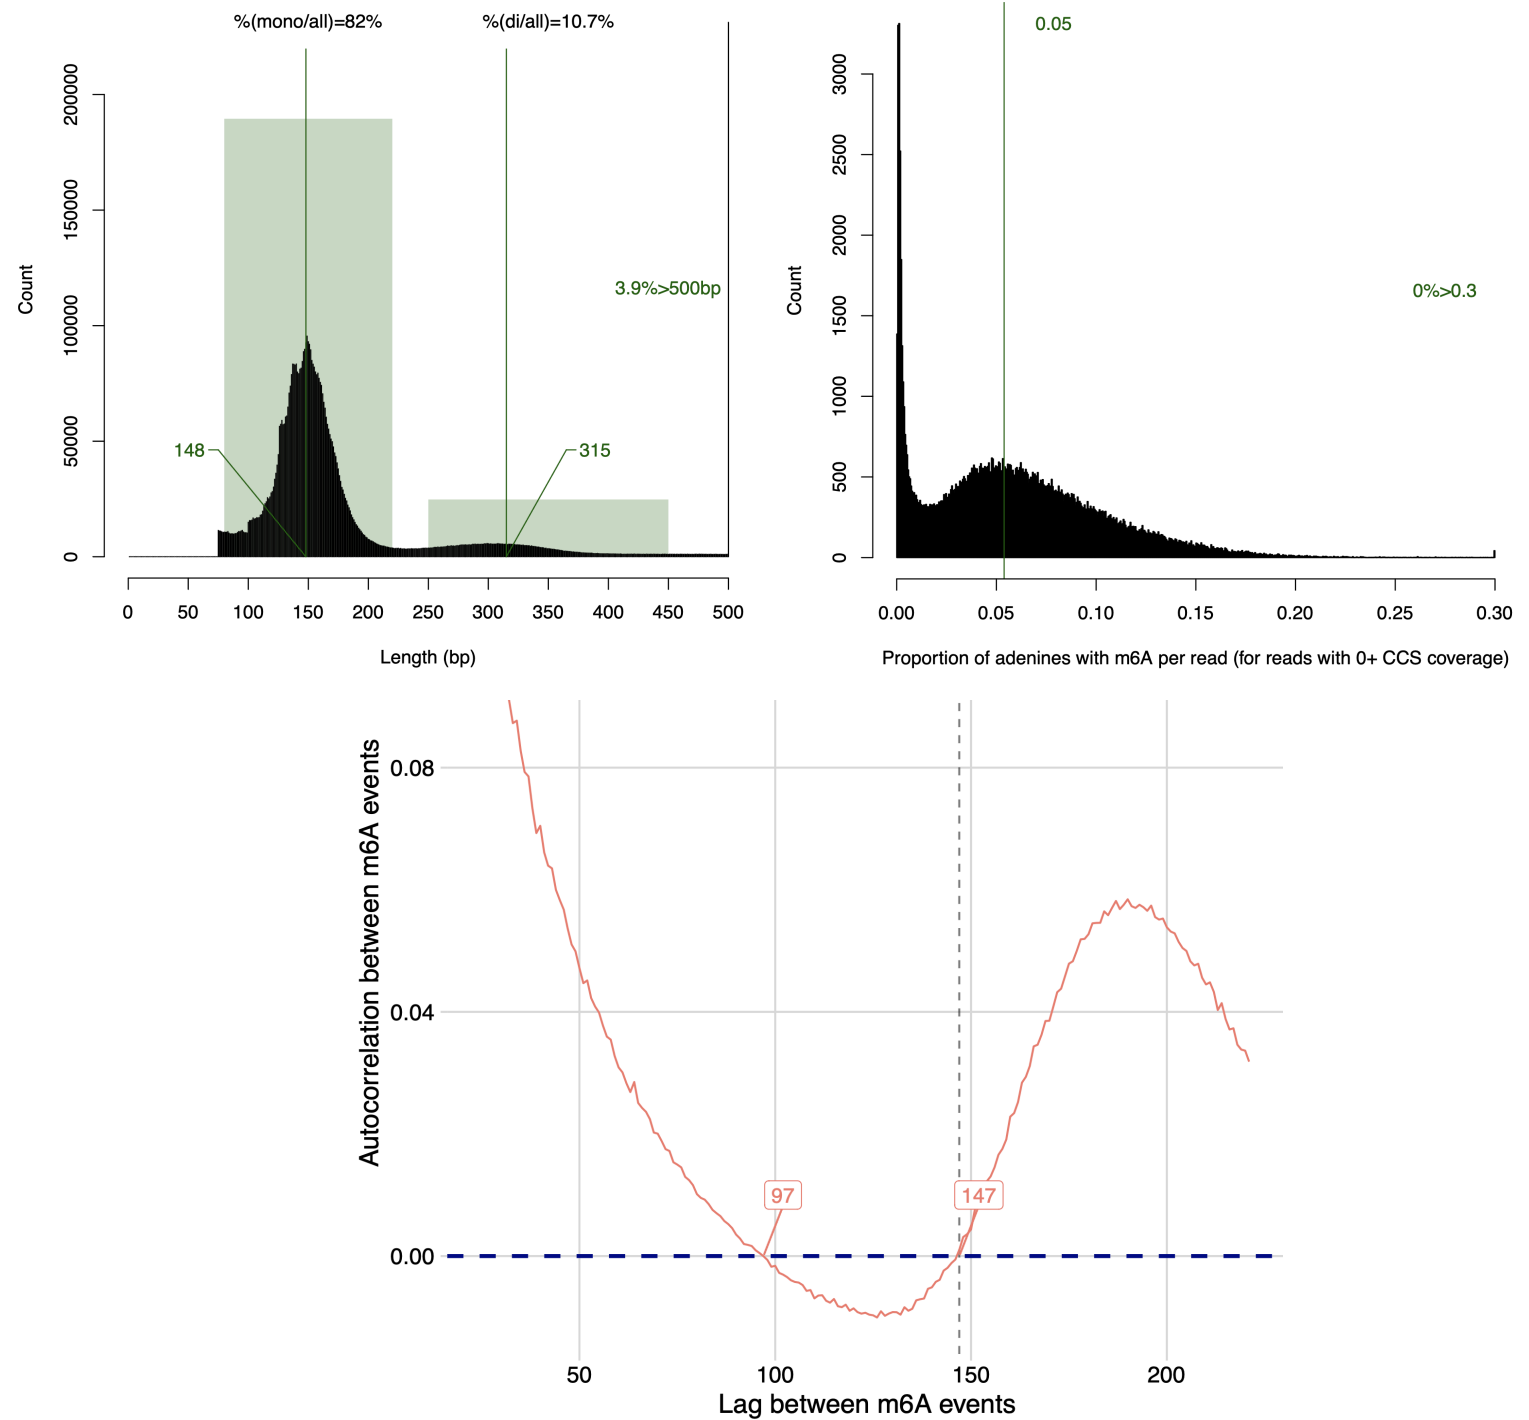 %(mono/all)=82%
%(di/all)=10.7%
Count
200000
150000
100000
50000
0
3.9%>500bp
148
315
0 50 100 150 200 250 300 350 400 450 500
Length (bp)
0.05
Count
3000
2500
2000
1500
1000
500
0
0%>0.3
0.00 0.05 0.10 0.15 0.20 0.25 0.30
Proportion of adenines with m6A per read (for reads with 0+ CCS coverage)
Autocorrelation between m6A events
0.08
0.04
0.00
97
147
50 100 150 200
Lag between m6A events